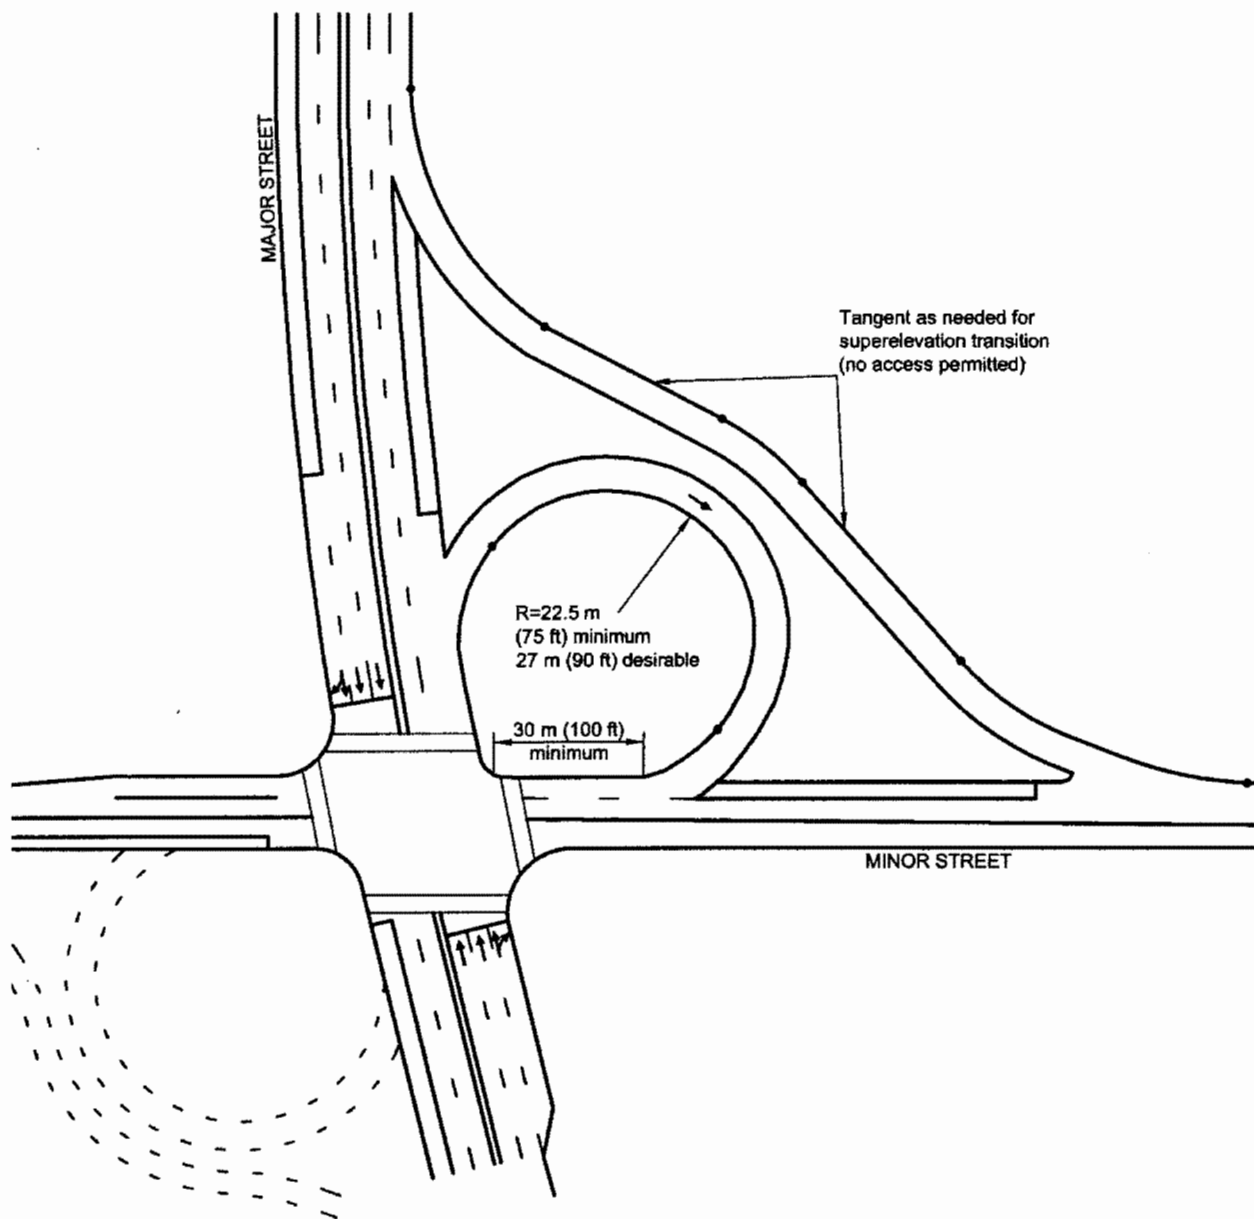 MAJOR STREET
Tangent as needed for
superelevation transition
(no access permitted)
R=22.5 m
(75 ft) minimum
27 m (90 ft) desirable
30 m (100 ft)
minimum
MINOR STREET